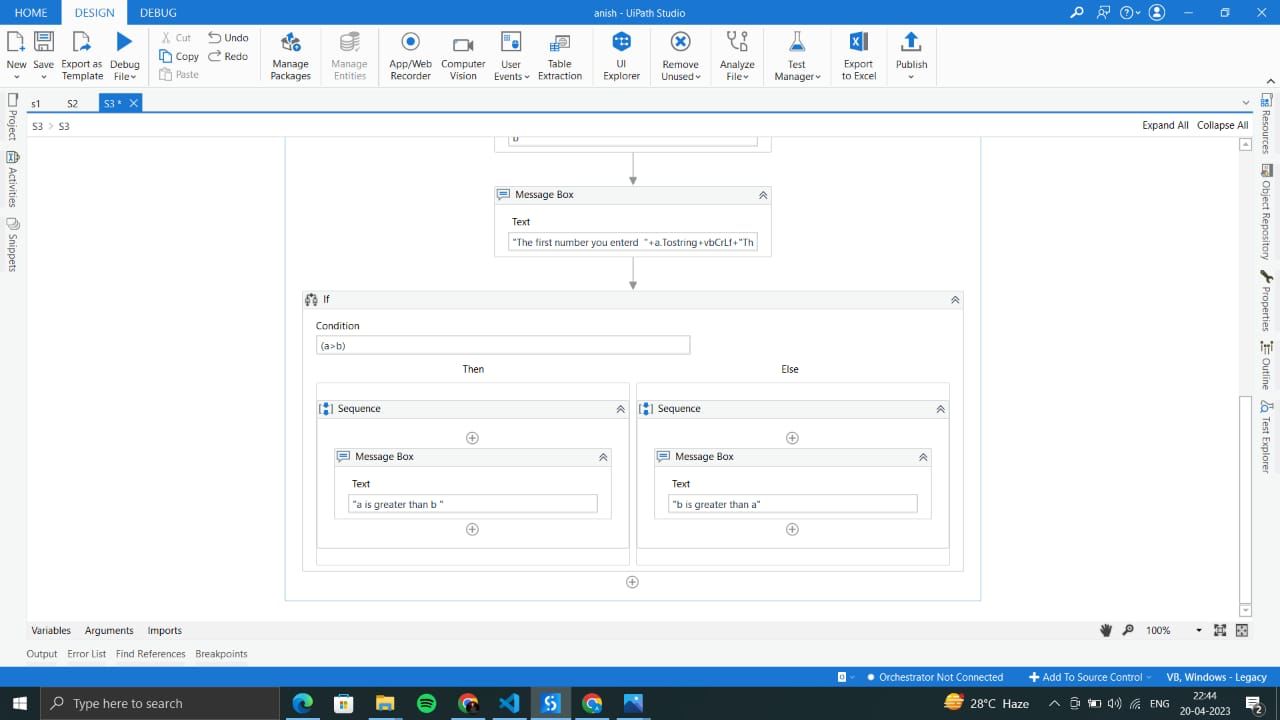 HOME DESIGN DEBUG anish - UiPath Studio
New Save Export as Template Debug File Cut Copy Paste Undo Redo Manage Packages Manage Entities App/Web Recorder Computer Vision User Events Table Extraction UI Explorer Remove Unused Analyze File Test Manager Export to Excel Publish
s1 S2 S3 *
S3 > S3 Expand All Collapse All
Project
Activities
Snippets
Resources
Object Repository
Properties
Outline
Test Explorer
Message Box
Text
"The first number you enterd "+a.Tostring+vbCrLf+"Th
If
Condition
(a>b)
Then Else
Sequence Sequence
Message Box Message Box
Text Text
"a is greater than b " "b is greater than a"
Variables Arguments Imports 100%
Output Error List Find References Breakpoints
0 Orchestrator Not Connected Add To Source Control VB, Windows - Legacy
Type here to search 28°C Haze ENG 22:44
20-04-2023 2